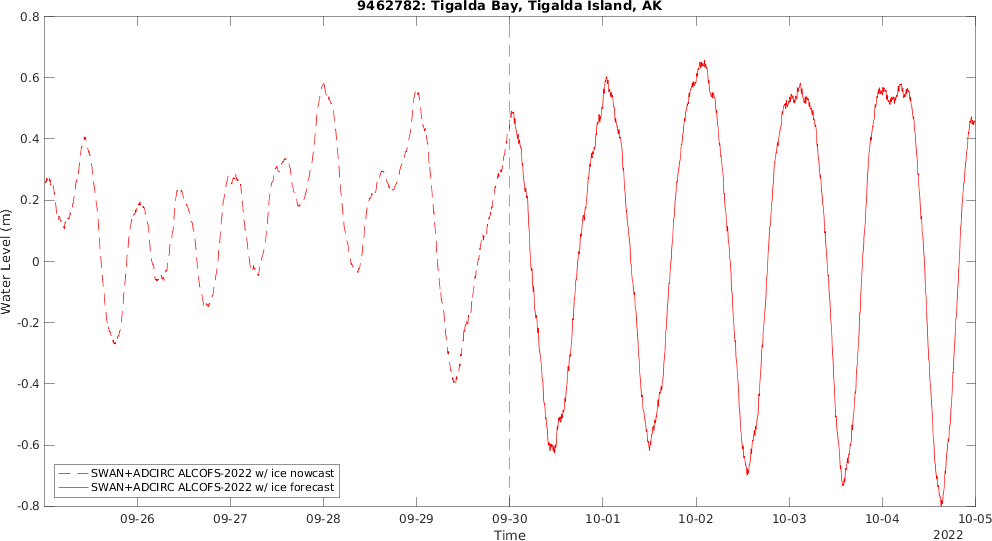 9462782: Tigalda Bay, Tigalda Island, AK
0.8
0.6
0.4
0.2
0
-0.2
-0.4
-0.6
-0.8
Water Level (m)
SWAN+ADCIRC ALCOFS-2022 w/ ice nowcast
SWAN+ADCIRC ALCOFS-2022 w/ ice forecast
09-26 09-27 09-28 09-29 09-30 10-01 10-02 10-03 10-04 10-05
Time
2022